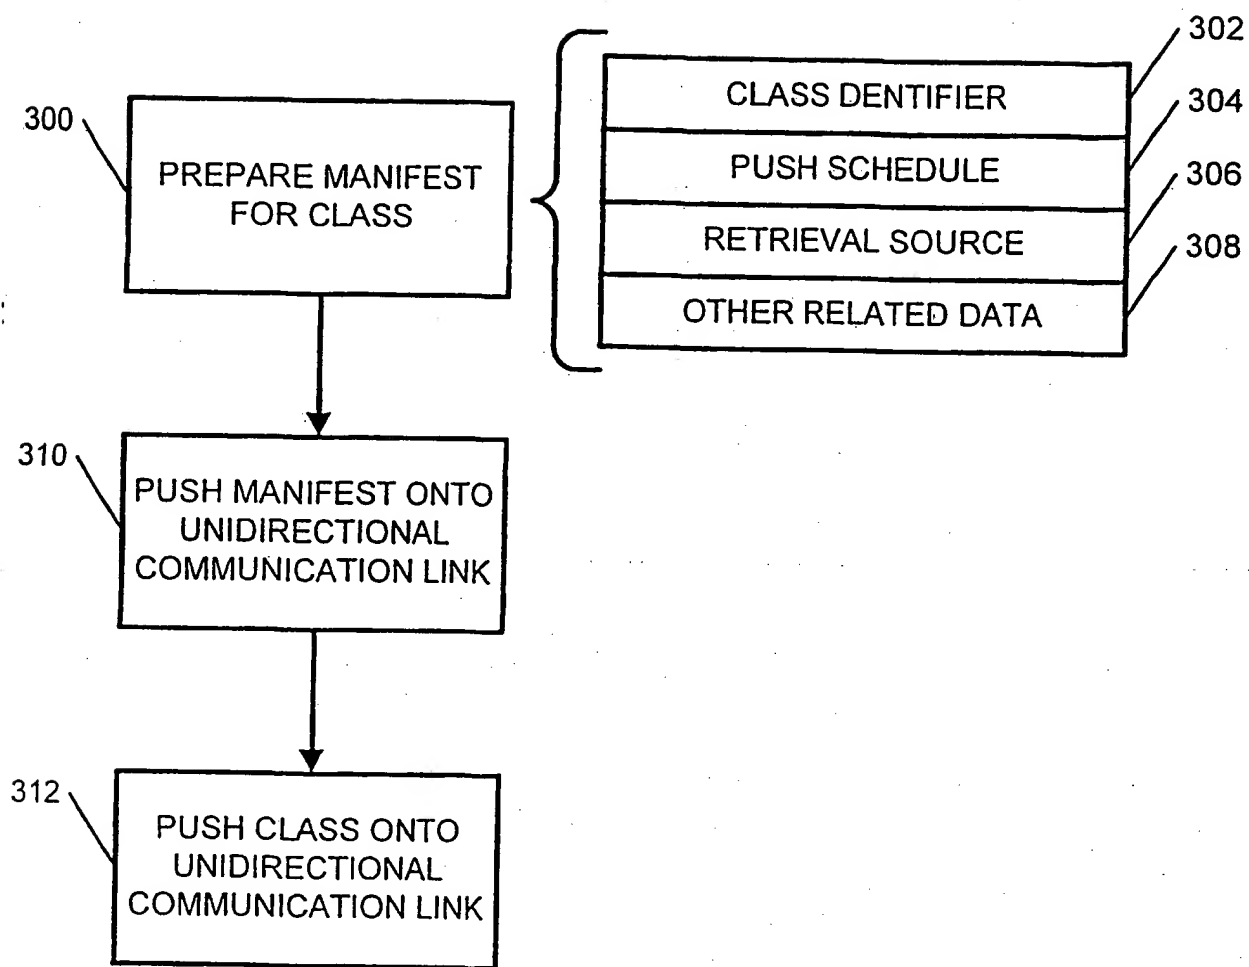 302
CLASS DENTIFIER
304
300
PREPARE MANIFEST
FOR CLASS
PUSH SCHEDULE
306
RETRIEVAL SOURCE
308
OTHER RELATED DATA
310
PUSH MANIFEST ONTO
UNIDIRECTIONAL
COMMUNICATION LINK
312
PUSH CLASS ONTO
UNIDIRECTIONAL
COMMUNICATION LINK